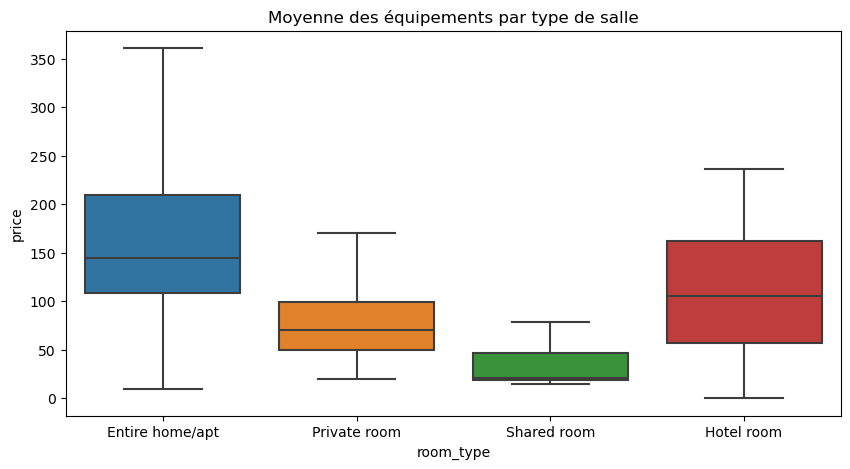 Moyenne des équipements par type de salle
price
350
300
250
200
150
100
50
0
Entire home/apt
Private room
Shared room
Hotel room
room_type